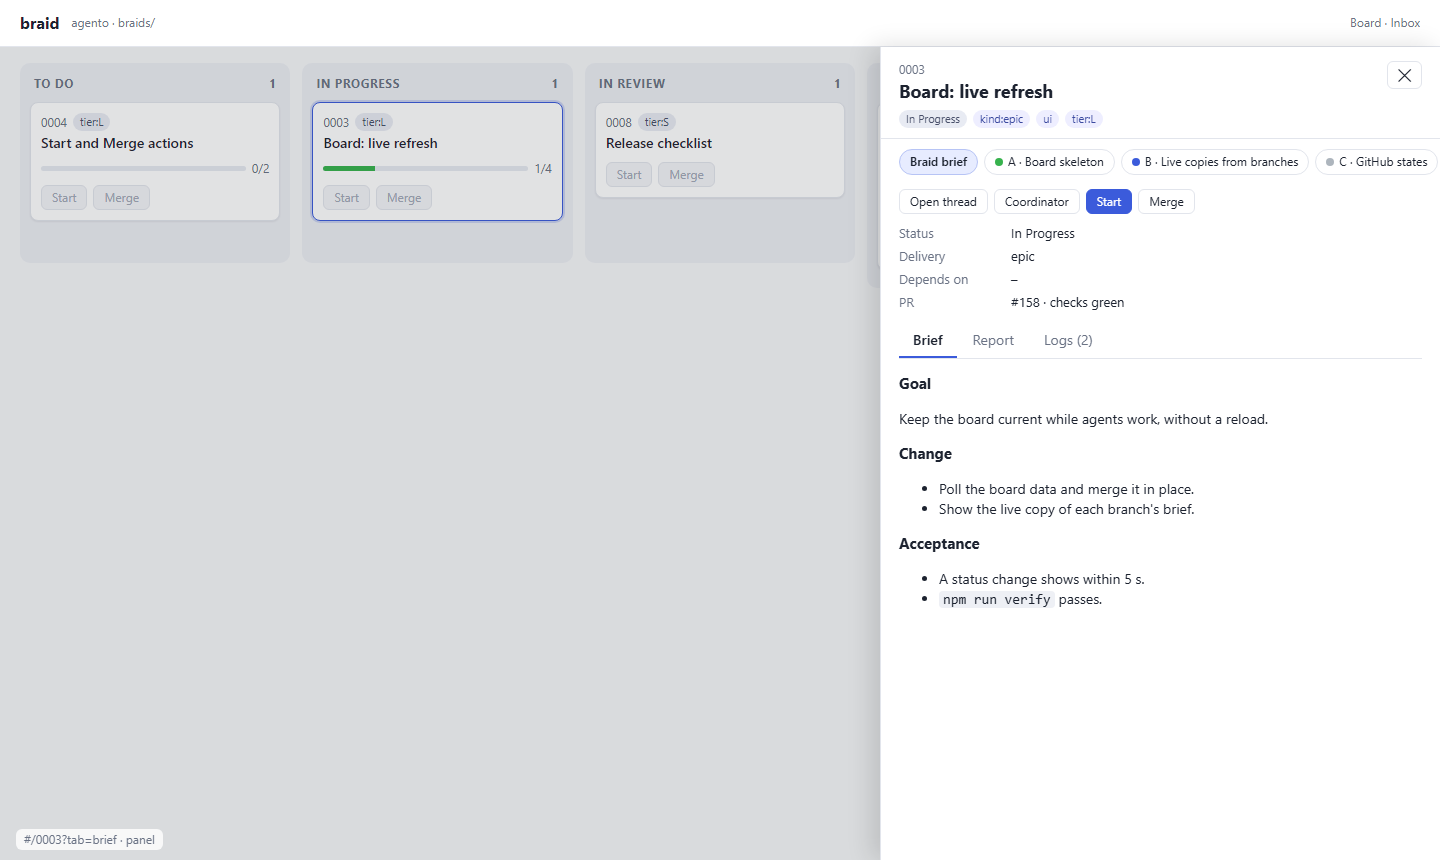 braid agento · braids/ Board · Inbox
TO DO 1
0004 tier:L
Start and Merge actions
0/2
Start Merge
IN PROGRESS 1
0003 tier:L
Board: live refresh
1/4
Start Merge
IN REVIEW 1
0008 tier:S
Release checklist
Start Merge
0003
Board: live refresh
In Progress kind:epic ui tier:L
Braid brief A · Board skeleton B · Live copies from branches C · GitHub states
Open thread Coordinator Start Merge
Status In Progress
Delivery epic
Depends on –
PR #158 · checks green
Brief Report Logs (2)
Goal
Keep the board current while agents work, without a reload.
Change
• Poll the board data and merge it in place.
• Show the live copy of each branch's brief.
Acceptance
• A status change shows within 5 s.
• npm run verify passes.
#/0003?tab=brief · panel